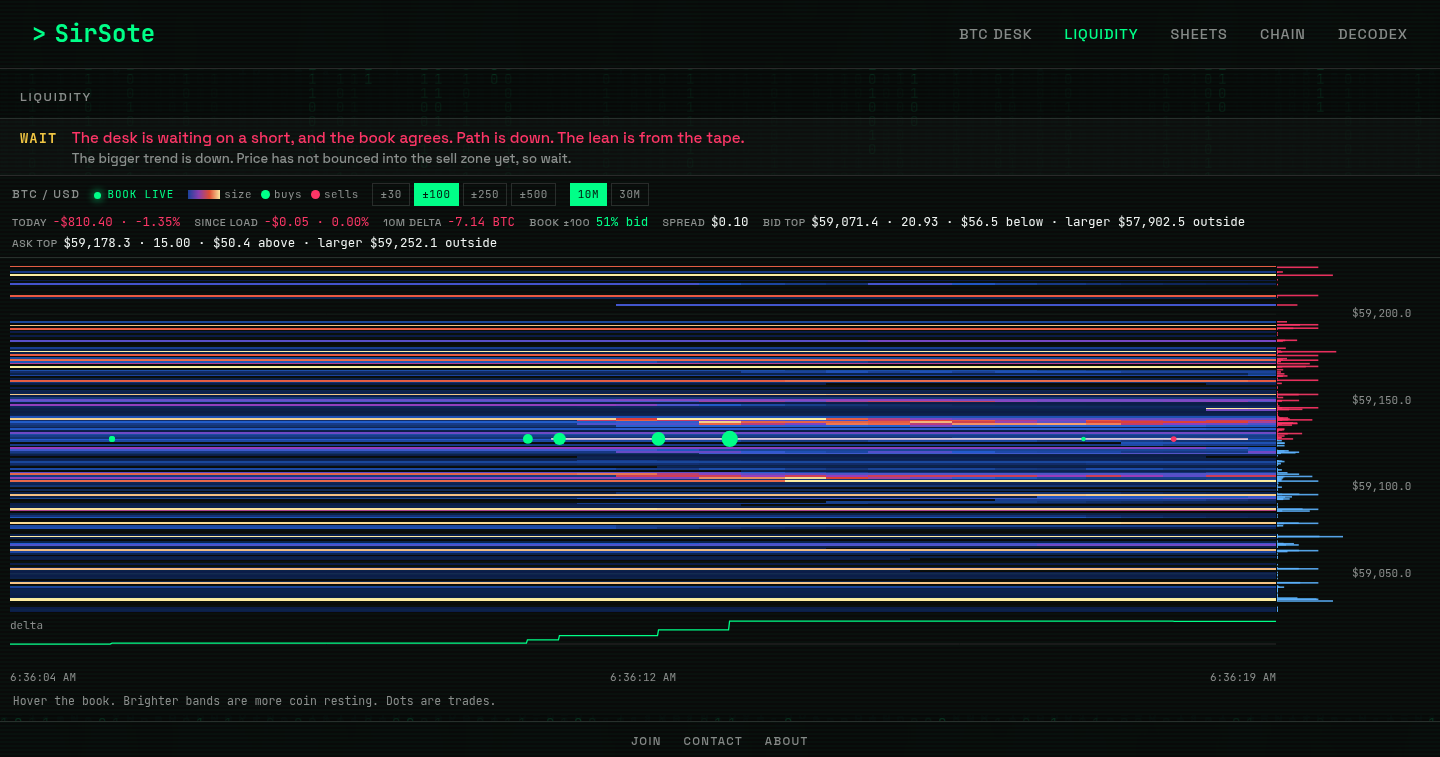 > SirSote
BTC DESK LIQUIDITY SHEETS CHAIN DECODEX
LIQUIDITY
WAIT The desk is waiting on a short, and the book agrees. Path is down. The lean is from the tape.
The bigger trend is down. Price has not bounced into the sell zone yet, so wait.
BTC / USD BOOK LIVE size buys sells ±30 ±100 ±250 ±500 10M 30M
TODAY -$810.40 · -1.35% SINCE LOAD -$0.05 · 0.00% 10M DELTA -7.14 BTC BOOK ±100 51% bid SPREAD $0.10 BID TOP $59,071.4 · 20.93 · $56.5 below · larger $57,902.5 outside
ASK TOP $59,178.3 · 15.00 · $50.4 above · larger $59,252.1 outside
$59,200.0
$59,150.0
$59,100.0
$59,050.0
delta
6:36:04 AM 6:36:12 AM 6:36:19 AM
Hover the book. Brighter bands are more coin resting. Dots are trades.
JOIN CONTACT ABOUT